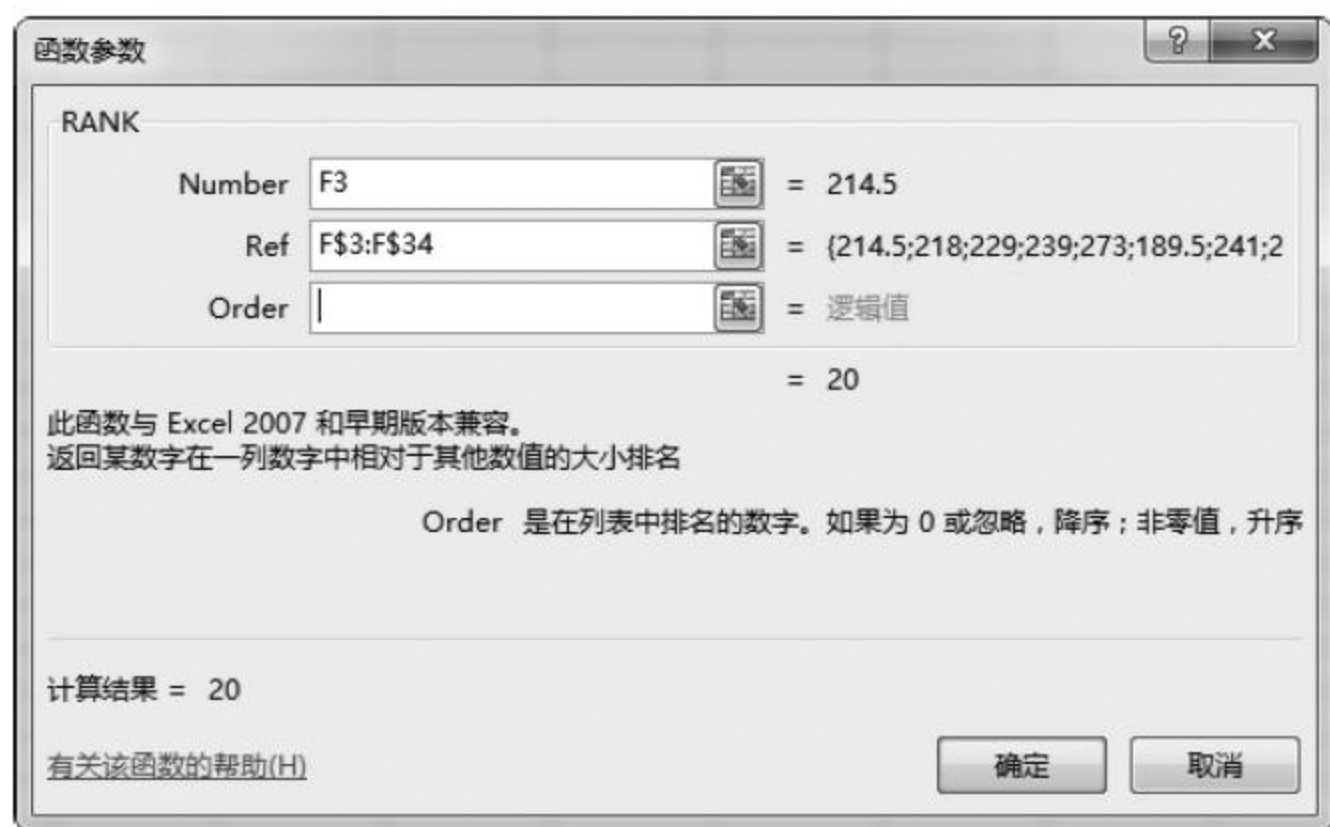 函数参数
RANK
Number F3 = 214.5
Ref F$3:F$34 = {214.5;218;229;239;273;189.5;241;2
Order = 逻辑值
= 20
此函数与 Excel 2007 和早期版本兼容。
返回某数字在一列数字中相对于其他数值的大小排名
Order 是在列表中排名的数字。如果为 0 或忽略，降序；非零值，升序
计算结果 = 20
有关该函数的帮助(H)
确定 取消